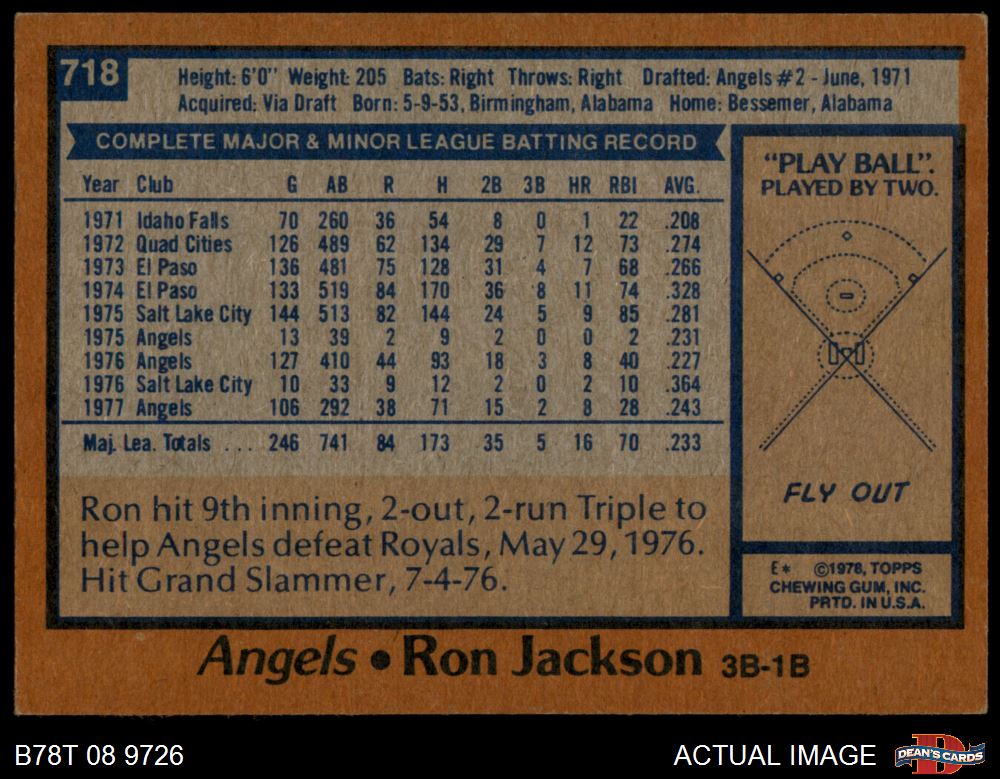 718
Height: 6'0" Weight: 205 Bats: Right Throws: Right Drafted: Angels #2 - June, 1971
Acquired: Via Draft Born: 5-9-53, Birmingham, Alabama Home: Bessemer, Alabama
COMPLETE MAJOR & MINOR LEAGUE BATTING RECORD
Year Club G AB R H 2B 3B HR RBI AVG.
1971 Idaho Falls 70 260 36 54 8 0 1 22 .208
1972 Quad Cities 126 489 62 134 29 7 12 73 .274
1973 El Paso 136 481 75 128 31 4 7 68 .266
1974 El Paso 133 519 84 170 36 8 11 74 .328
1975 Salt Lake City 144 513 82 144 24 5 9 85 .281
1975 Angels 13 39 2 9 2 0 0 2 .231
1976 Angels 127 410 44 93 18 3 8 40 .227
1976 Salt Lake City 10 33 9 12 2 0 2 10 .364
1977 Angels 106 292 38 71 15 2 8 28 .243
Maj. Lea. Totals . . . 246 741 84 173 35 5 16 70 .233
Ron hit 9th inning, 2-out, 2-run Triple to
help Angels defeat Royals, May 29, 1976.
Hit Grand Slammer, 7-4-76.
"PLAY BALL".
PLAYED BY TWO.
FLY OUT
E* ©1978, TOPPS
CHEWING GUM, INC.
PRTD. IN U.S.A.
Angels • Ron Jackson 3B-1B
B78T 08 9726
ACTUAL IMAGE
DEAN'S CARDS